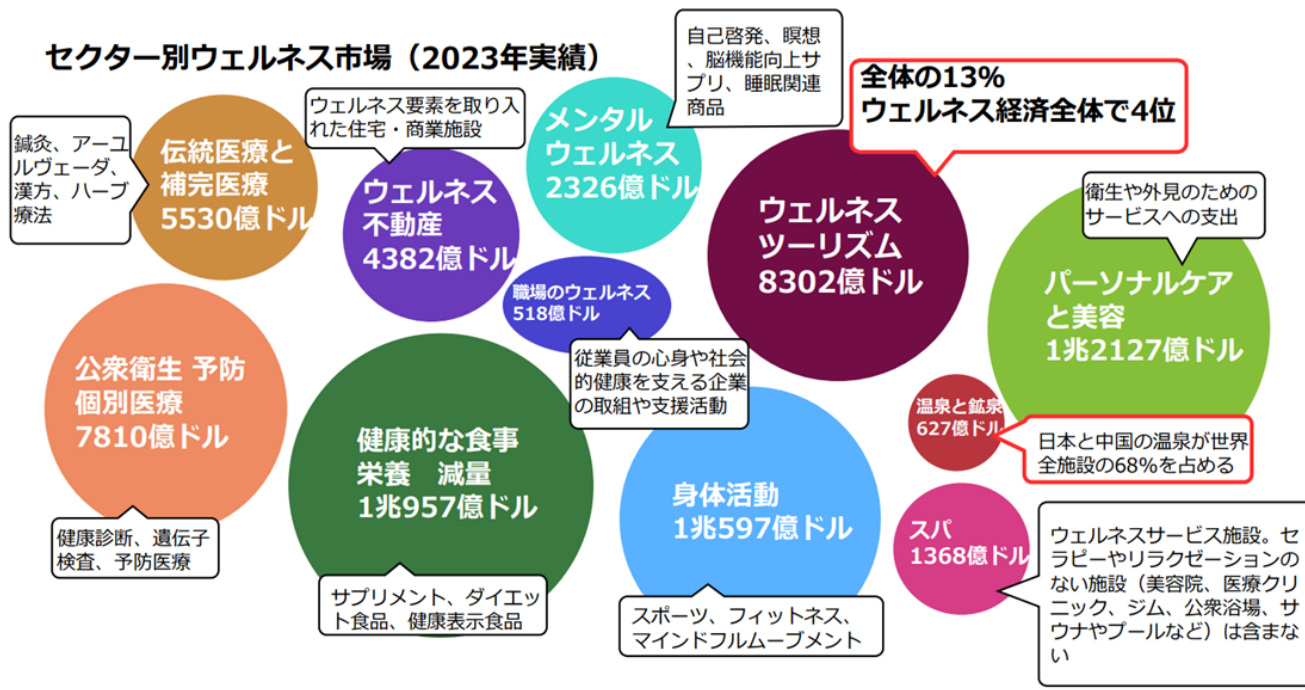 セクター別ウェルネス市場（2023年実績）
鍼灸、アーユ
ルヴェーダ、
漢方、ハーブ
療法
伝統医療と
補完医療
5530億ドル
ウェルネス要素を取り入
れた住宅・商業施設
ウェルネス
不動産
4382億ドル
メンタル
ウェルネス
2326億ドル
自己啓発、瞑想
、脳機能向上サ
プリ、睡眠関連
商品
全体の13%
ウェルネス経済全体で4位
ウェルネス
ツーリズム
8302億ドル
衛生や外見のための
サービスへの支出
パーソナルケア
と美容
1兆2127億ドル
職場のウェルネス
518億ドル
従業員の心身や社会
的健康を支える企業
の取組や支援活動
公衆衛生 予防
個別医療
7810億ドル
健康診断、遺伝子
検査、予防医療
健康的な食事
栄養　減量
1兆957億ドル
サプリメント、ダイエッ
ト食品、健康表示食品
身体活動
1兆597億ドル
スポーツ、フィットネス、
マインドフルムーブメント
温泉と鉱泉
627億ドル
日本と中国の温泉が世界
全施設の68%を占める
スパ
1368億ドル
ウェルネスサービス施設。セ
ラピーやリラクゼーションの
ない施設（美容院、医療クリ
ニック、ジム、公衆浴場、サ
ウナやプールなど）は含まな
い